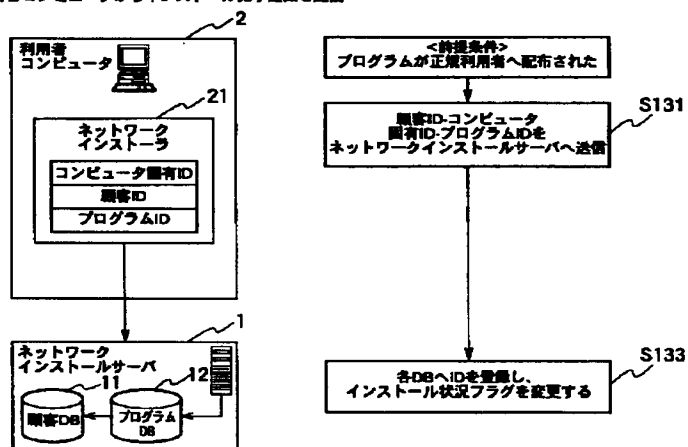 2
利用者
コンピュータ
21
ネットワーク
インストーラ
コンピュータ固有ID
顧客ID
プログラムID
1
ネットワーク
インストールサーバ
11
12
顧客DB
プログラム
DB
<前提条件>
プログラムが正規利用者へ配布された
S131
顧客ID-コンピュータ
固有ID-プログラムIDを
ネットワークインストールサーバへ送信
S133
各DBへIDを登録し、
インストール状況フラグを変更する